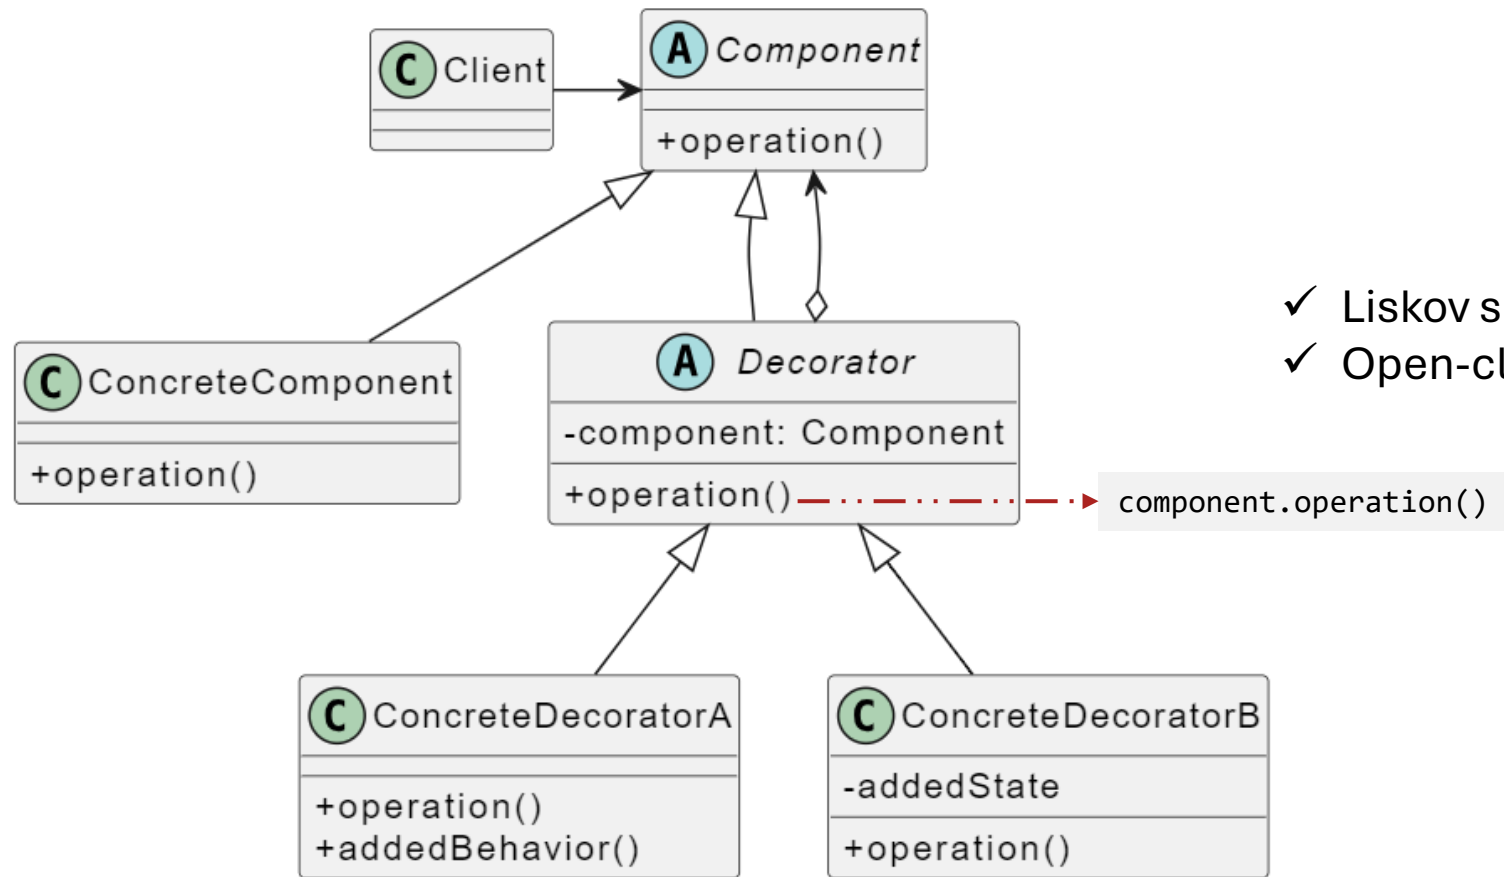 C Client
A Component
+operation()
✓ Liskov s
✓ Open-cl
C ConcreteComponent
+operation()
A Decorator
-component: Component
+operation()
component.operation()
C ConcreteDecoratorA
+operation()
+addedBehavior()
C ConcreteDecoratorB
-addedState
+operation()